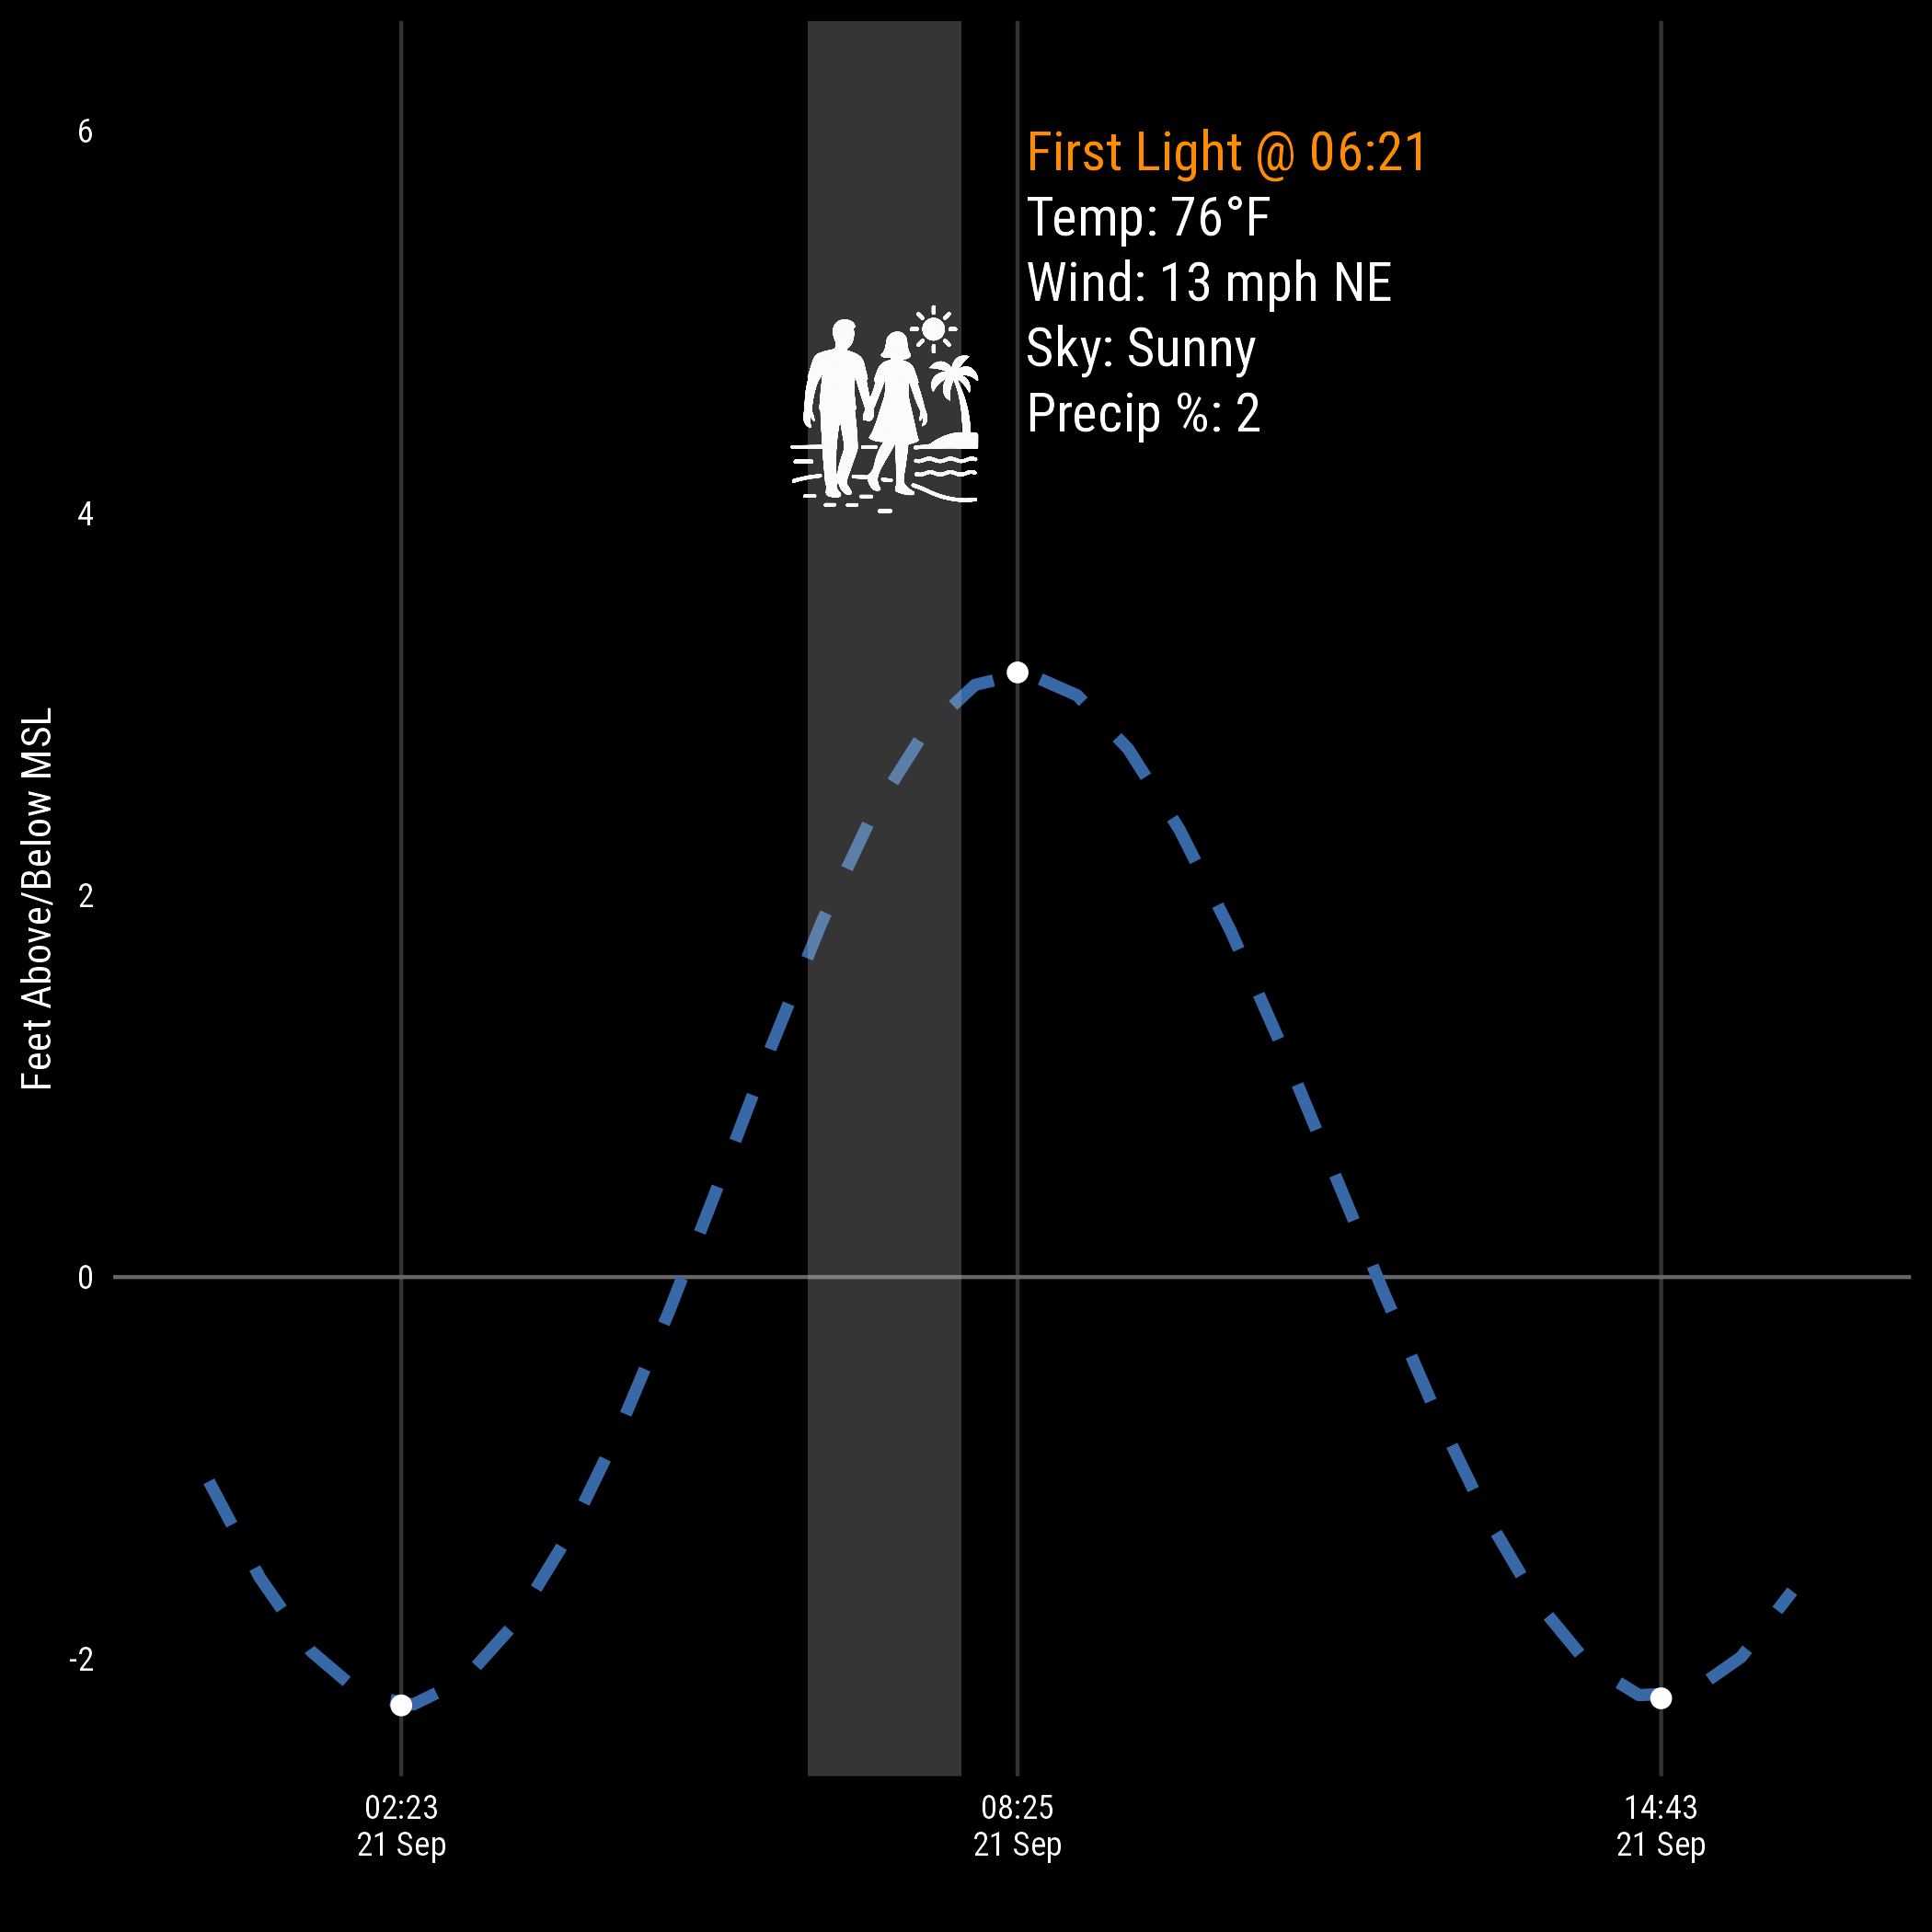 First Light @ 06:21
Temp: 76°F
Wind: 13 mph NE
Sky: Sunny
Precip %: 2
Feet Above/Below MSL
6
4
2
0
-2
02:23
21 Sep
08:25
21 Sep
14:43
21 Sep